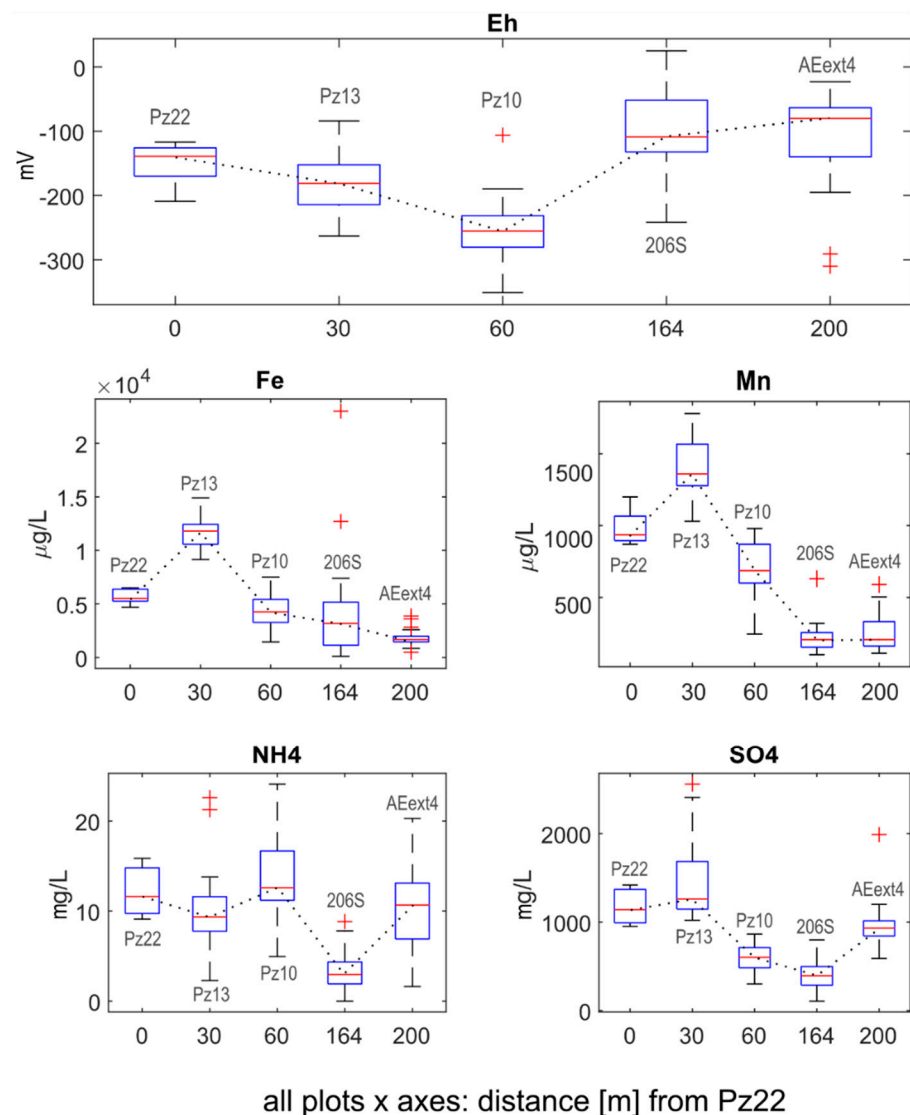 Eh
0
-100
-200
-300
mV
Pz22
Pz13
Pz10
206S
AEext4
0 30 60 164 200
Fe
×10⁴
2
1.5
1
0.5
0
μg/L
Pz22
Pz13
Pz10
206S
AEext4
0 30 60 164 200
Mn
1500
1000
500
μg/L
Pz22
Pz13
Pz10
206S
AEext4
0 30 60 164 200
NH4
20
10
0
mg/L
Pz22
Pz13
Pz10
206S
AEext4
0 30 60 164 200
SO4
2000
1000
0
mg/L
Pz22
Pz13
Pz10
206S
AEext4
0 30 60 164 200
all plots x axes: distance [m] from Pz22